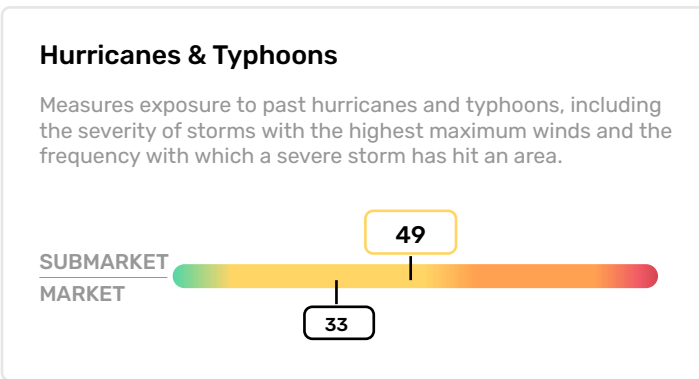 Hurricanes & Typhoons
Measures exposure to past hurricanes and typhoons, including
the severity of storms with the highest maximum winds and the
frequency with which a severe storm has hit an area.
49
SUBMARKET
MARKET
33